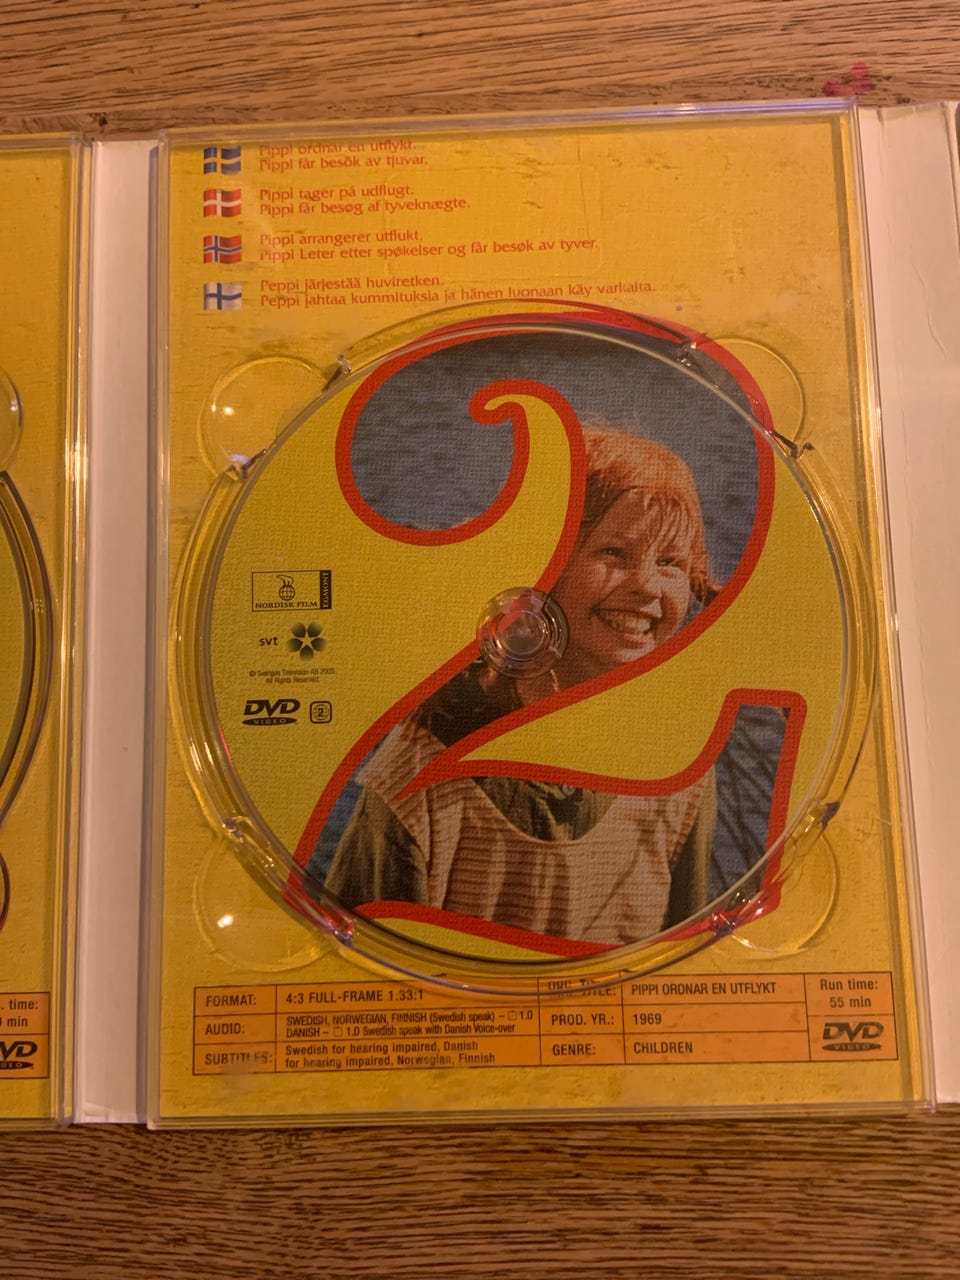 Pippi ordnar en utflykt.
Pippi får besök av tjuvar.
Pippi tager på udflugt.
Pippi får besøg af tyveknægte.
Pippi arrangerer utflukt.
Pippi Leter etter spøkelser og får besøk av tyver.
Peppi järjestää huviretken.
Peppi jahtaa kummituksia ja hänen luonaan käy varkaita.
2
NORDISK FILM
EGMONT
svt
© Sveriges Television AB 2005.
All Rights Reserved.
DVD
VIDEO
2
FORMAT: 4:3 FULL-FRAME 1.33:1
AUDIO: SWEDISH, NORWEGIAN, FINNISH (Swedish speak) – 1.0
DANISH – 1.0 Swedish speak with Danish Voice-over
SUBTITLES: Swedish for hearing impaired, Danish
for hearing impaired, Norwegian, Finnish
TITLE: PIPPI ORDNAR EN UTFLYKT
PROD. YR.: 1969
GENRE: CHILDREN
Run time:
55 min
DVD
VIDEO
time:
min